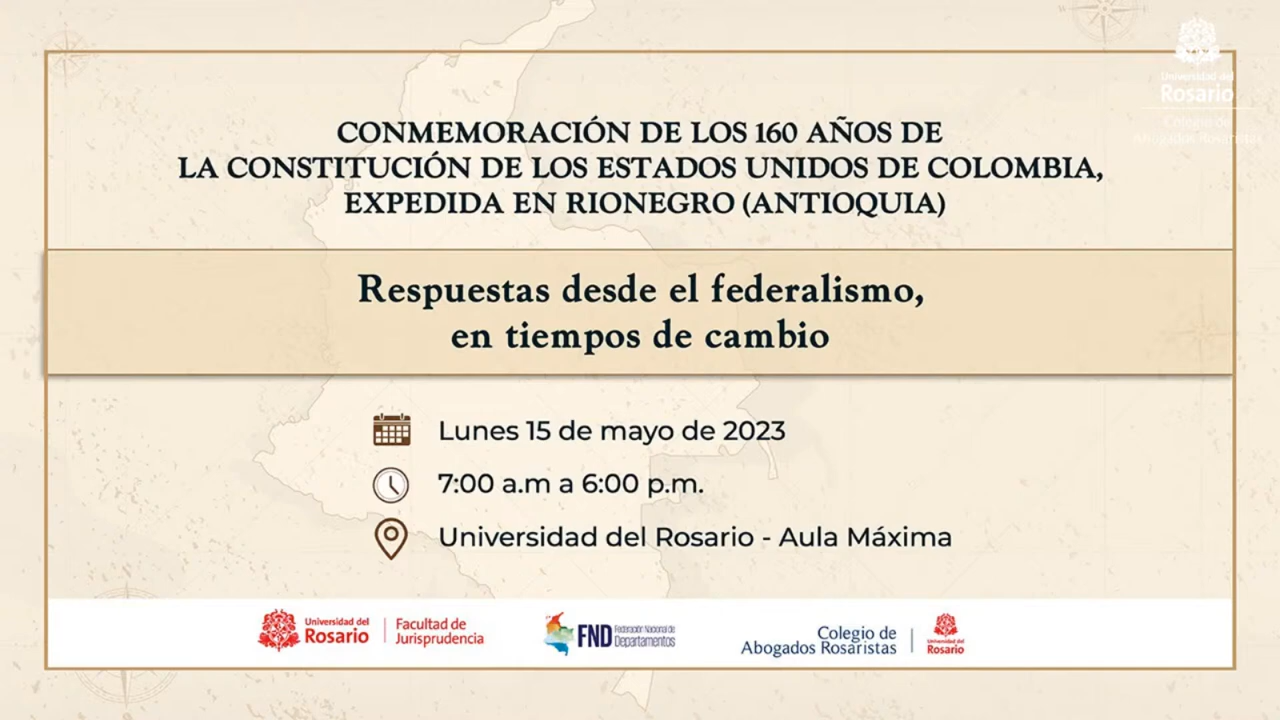 Universidad del
Rosario
Colegio de
Abogados Rosaristas
CONMEMORACIÓN DE LOS 160 AÑOS DE
LA CONSTITUCIÓN DE LOS ESTADOS UNIDOS DE COLOMBIA,
EXPEDIDA EN RIONEGRO (ANTIOQUIA)
Respuestas desde el federalismo,
en tiempos de cambio
Lunes 15 de mayo de 2023
7:00 a.m a 6:00 p.m.
Universidad del Rosario - Aula Máxima
Universidad del
Rosario
Facultad de
Jurisprudencia
FND
Federación Nacional de
Departamentos
Colegio de
Abogados Rosaristas
Universidad del
Rosario